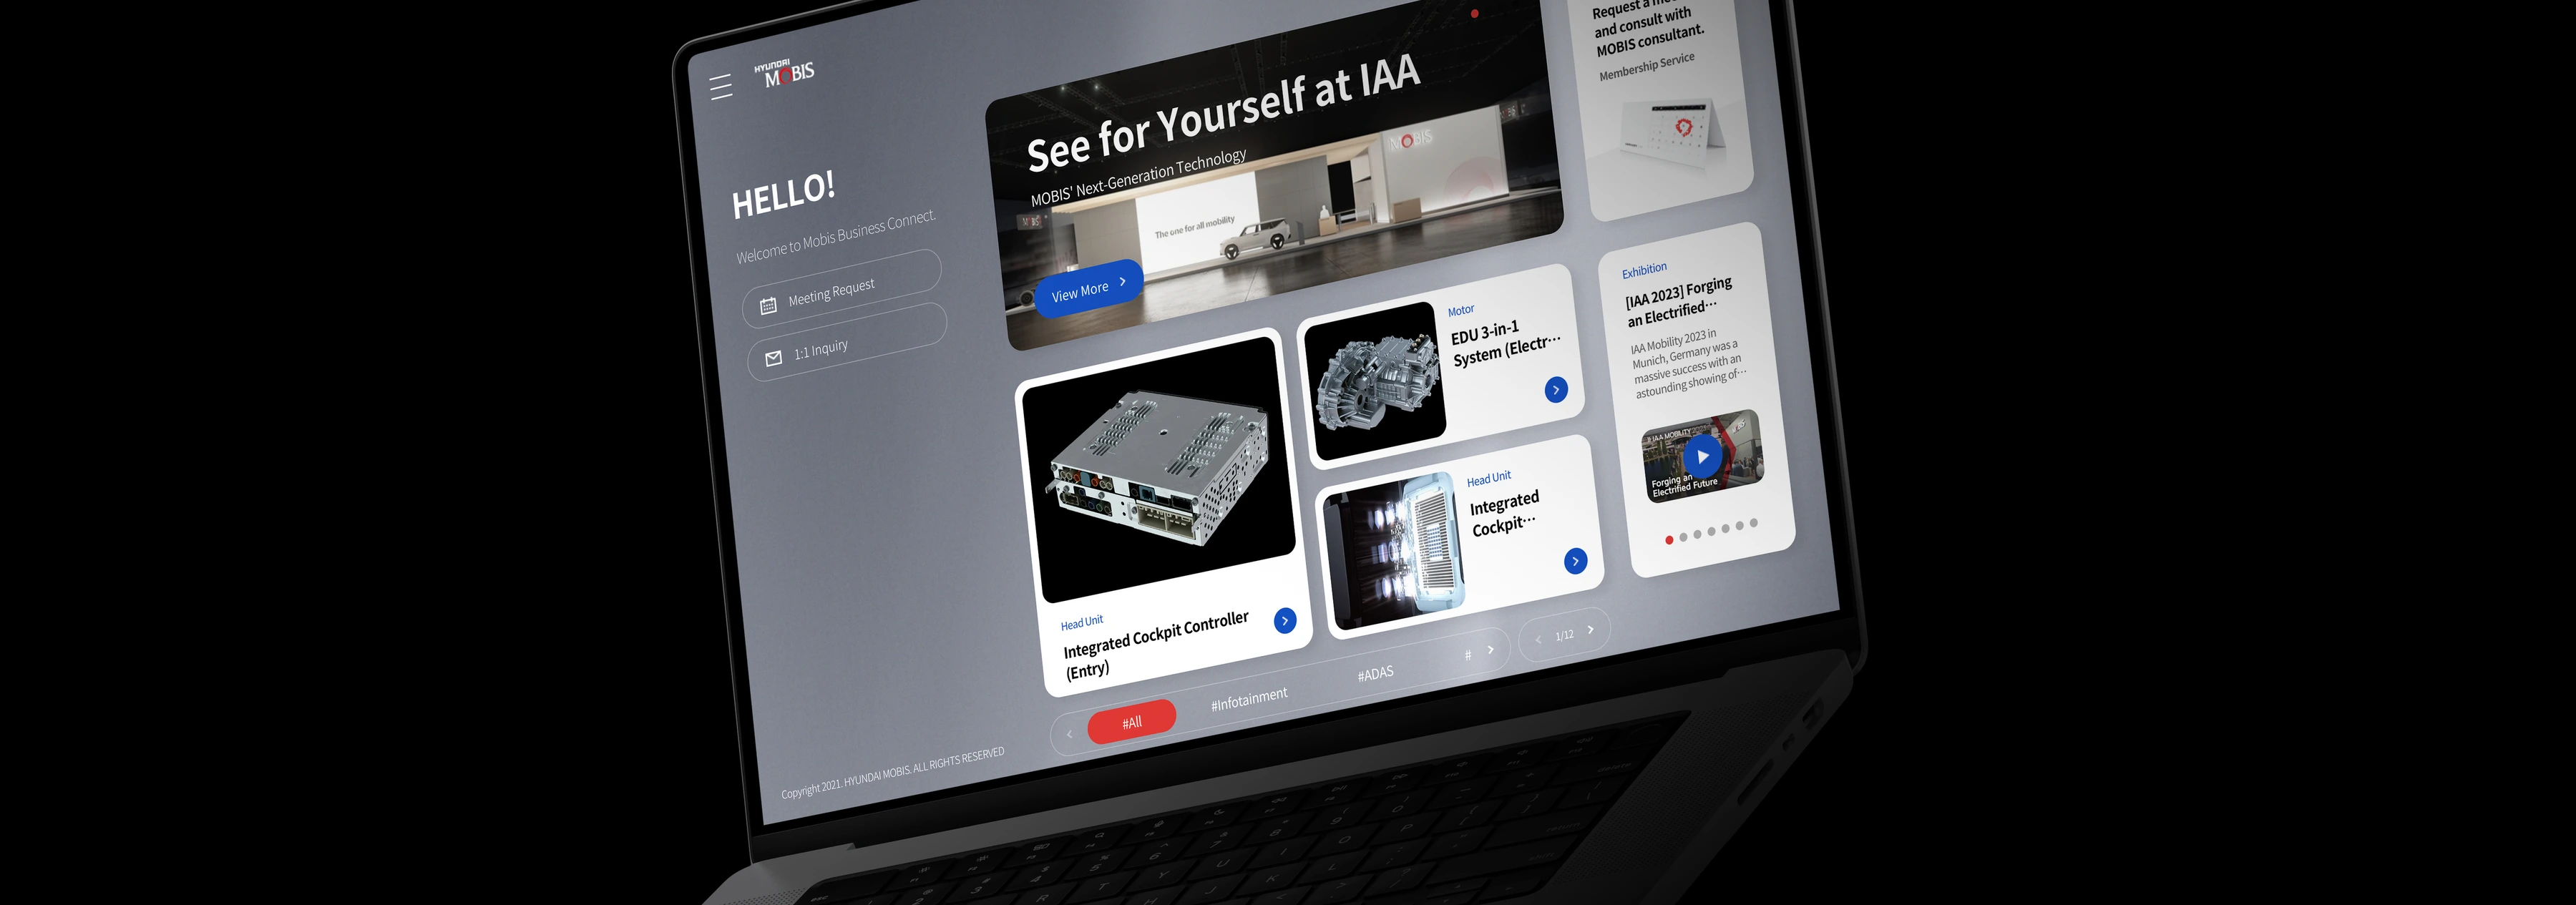 HYUNDAI
MOBIS
HELLO!
Welcome to Mobis Business Connect.
Meeting Request
1:1 Inquiry
See for Yourself at IAA
MOBIS' Next-Generation Technology
MOBIS
The one for all mobility
View More
Request a
and consult with
MOBIS consultant.
Membership Service
Head Unit
Integrated Cockpit Controller
(Entry)
Motor
EDU 3-in-1
System (Electr...
Head Unit
Integrated
Cockpit...
Exhibition
[IAA 2023] Forging
an Electrified...
IAA Mobility 2023 in
Munich, Germany was a
massive success with an
astounding showing of...
IAA MOBILITY 2023
Forging an
Electrified Future
#All
#Infotainment
#ADAS
#
1/12
Copyright 2021. HYUNDAI MOBIS. ALL RIGHTS RESERVED